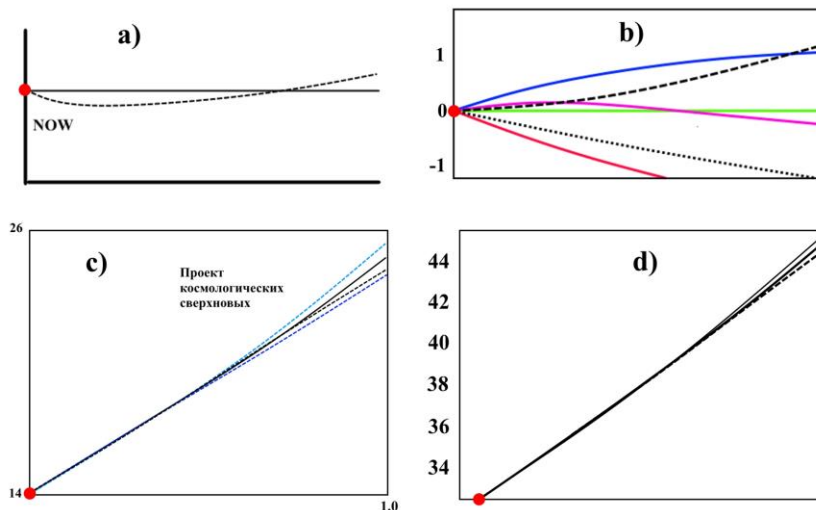 a)
NOW
b)
1
0
-1
26
c)
Проект
космологических
сверхновых
14
1.0
d)
44
42
40
38
36
34